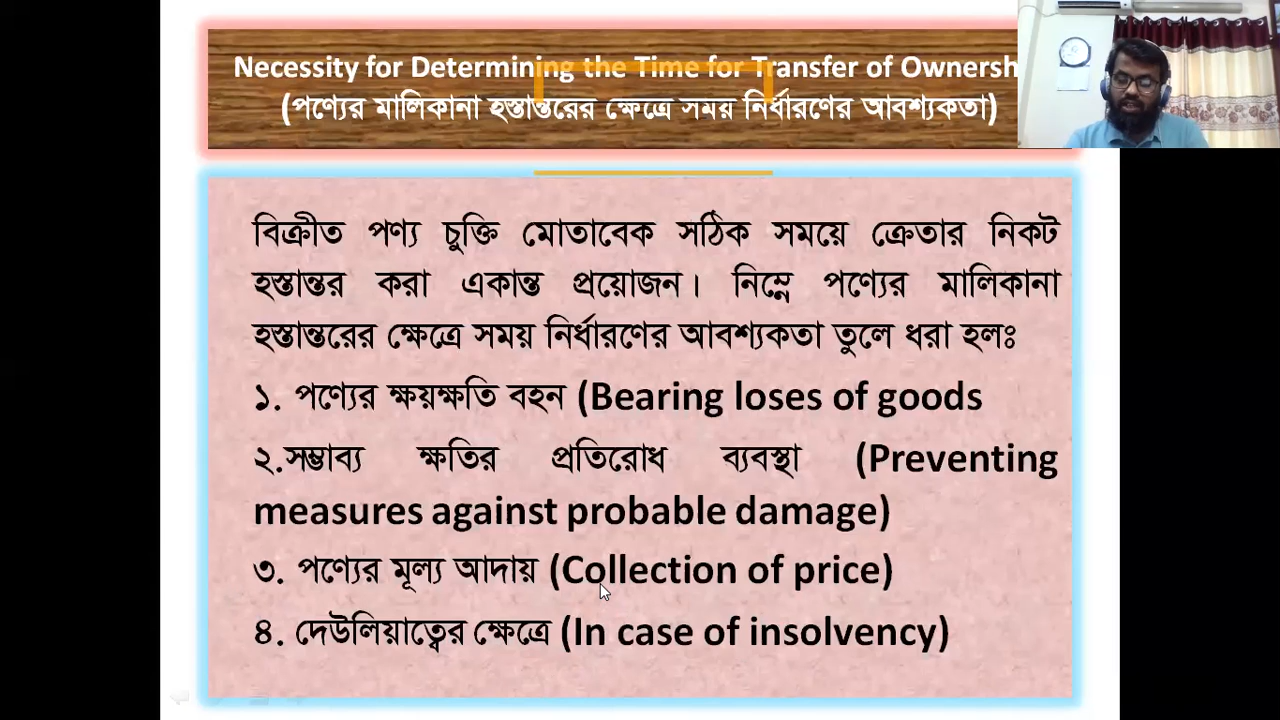 Necessity for Determining the Time for Transfer of Ownersh
(পণ্যের মালিকানা হস্তান্তরের ক্ষেত্রে সময় নির্ধারণের আবশ্যকতা)
বিক্রীত পণ্য চুক্তি মোতাবেক সঠিক সময়ে ক্রেতার নিকট
হস্তান্তর করা একান্ত প্রয়োজন। নিম্নে পণ্যের মালিকানা
হস্তান্তরের ক্ষেত্রে সময় নির্ধারণের আবশ্যকতা তুলে ধরা হলঃ
১. পণ্যের ক্ষয়ক্ষতি বহন (Bearing loses of goods
২.সম্ভাব্য ক্ষতির প্রতিরোধ ব্যবস্থা (Preventing
measures against probable damage)
৩. পণ্যের মূল্য আদায় (Collection of price)
৪. দেউলিয়াত্বের ক্ষেত্রে (In case of insolvency)